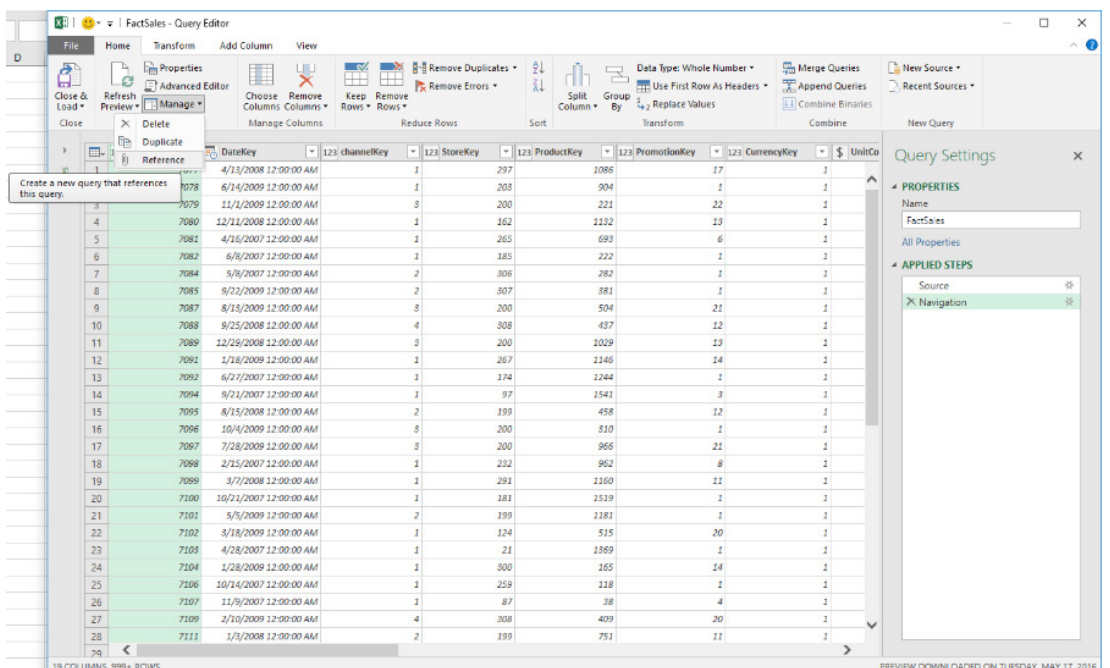 FactSales - Query Editor
File Home Transform Add Column View
D
Close & Load
Refresh Preview
Properties
Advanced Editor
Manage
Choose Columns
Remove Columns
Keep Rows
Remove Rows
Remove Duplicates
Remove Errors
Split Column
Group By
Data Type: Whole Number
Use First Row As Headers
Replace Values
Merge Queries
Append Queries
Combine Binaries
New Source
Recent Sources
Close Manage Columns Reduce Rows Sort Transform Combine New Query
Delete
Duplicate
Reference
Create a new query that references
this query.
DateKey 123 channelKey 123 StoreKey 123 ProductKey 123 PromotionKey 123 CurrencyKey $ UnitCo
1 4/13/2008 12:00:00 AM 1 297 1086 17 1
7078 6/14/2009 12:00:00 AM 1 203 904 1 1
3 7079 11/1/2009 12:00:00 AM 3 200 221 22 1
4 7080 12/11/2008 12:00:00 AM 1 162 1132 13 1
5 7081 4/16/2007 12:00:00 AM 1 265 693 6 1
6 7082 6/8/2007 12:00:00 AM 1 185 222 1 1
7 7084 5/8/2007 12:00:00 AM 2 306 282 1 1
8 7085 9/22/2009 12:00:00 AM 2 307 381 1 1
9 7087 8/13/2009 12:00:00 AM 3 200 504 21 1
10 7088 9/25/2008 12:00:00 AM 4 308 437 12 1
11 7089 12/29/2008 12:00:00 AM 3 200 1029 13 1
12 7091 1/18/2009 12:00:00 AM 1 267 1146 14 1
13 7092 6/27/2007 12:00:00 AM 1 174 1244 1 1
14 7094 9/21/2007 12:00:00 AM 1 97 1541 3 1
15 7095 8/15/2008 12:00:00 AM 2 199 458 12 1
16 7096 10/4/2009 12:00:00 AM 3 200 310 1 1
17 7097 7/28/2009 12:00:00 AM 3 200 966 21 1
18 7098 2/15/2007 12:00:00 AM 1 232 962 8 1
19 7099 3/7/2008 12:00:00 AM 1 291 1160 11 1
20 7100 10/21/2007 12:00:00 AM 1 181 1519 1 1
21 7101 5/5/2009 12:00:00 AM 2 199 1181 1 1
22 7102 3/18/2009 12:00:00 AM 1 124 515 20 1
23 7103 4/28/2007 12:00:00 AM 1 21 1369 1 1
24 7104 1/28/2009 12:00:00 AM 1 300 165 14 1
25 7106 10/14/2007 12:00:00 AM 1 259 118 1 1
26 7107 11/9/2007 12:00:00 AM 1 87 38 4 1
27 7109 2/10/2009 12:00:00 AM 4 308 409 20 1
28 7111 1/3/2008 12:00:00 AM 2 199 751 11 1
29
Query Settings
PROPERTIES
Name
FactSales
All Properties
APPLIED STEPS
Source
Navigation
19 COLUMNS, 999+ ROWS
PREVIEW DOWNLOADED ON TUESDAY, MAY 17, 2016